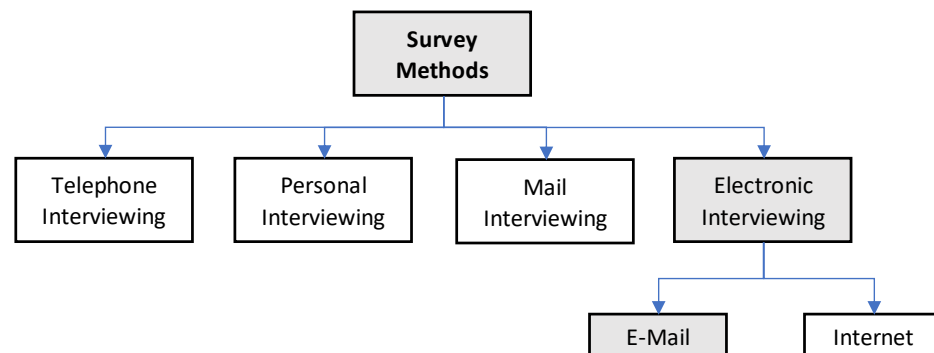 Survey
Methods
Telephone
Interviewing
Personal
Interviewing
Mail
Interviewing
Electronic
Interviewing
E-Mail
Internet